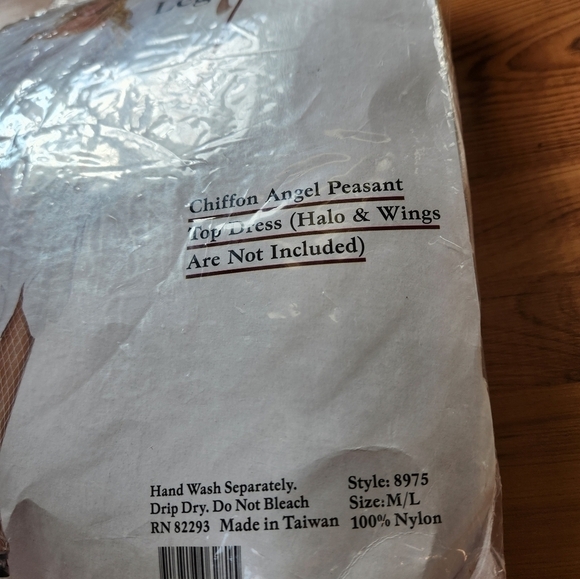 Chiffon Angel Peasant
Top Dress (Halo & Wings
Are Not Included)
Hand Wash Separately.
Drip Dry. Do Not Bleach
RN 82293 Made in Taiwan
Style: 8975
Size:M/L
100% Nylon